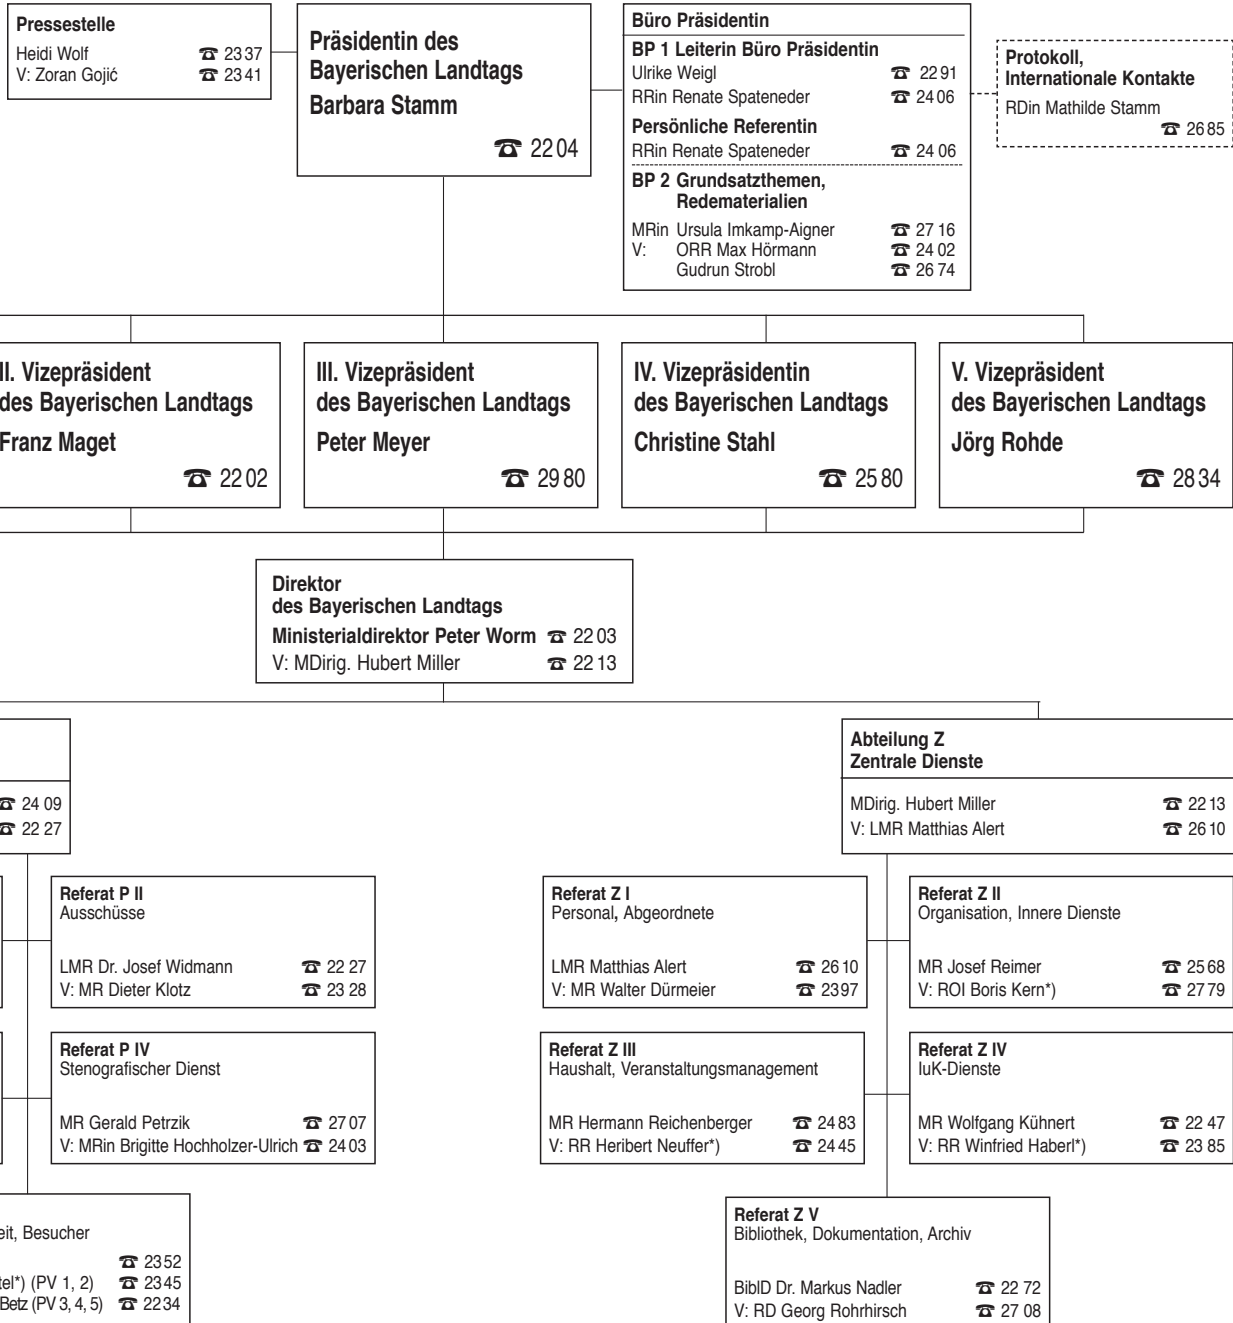 Pressestelle
Heidi Wolf ☎ 23 37
V: Zoran Gojić ☎ 23 41
Präsidentin des
Bayerischen Landtags
Barbara Stamm
☎ 22 04
Büro Präsidentin
BP 1 Leiterin Büro Präsidentin
Ulrike Weigl ☎ 22 91
RRin Renate Spateneder ☎ 24 06
Persönliche Referentin
RRin Renate Spateneder ☎ 24 06
BP 2 Grundsatzthemen,
Redematerialien
MRin Ursula Imkamp-Aigner ☎ 27 16
V: ORR Max Hörmann ☎ 24 02
Gudrun Strobl ☎ 26 74
Protokoll,
Internationale Kontakte
RDin Mathilde Stamm
☎ 26 85
II. Vizepräsident
des Bayerischen Landtags
Franz Maget
☎ 22 02
III. Vizepräsident
des Bayerischen Landtags
Peter Meyer
☎ 29 80
IV. Vizepräsidentin
des Bayerischen Landtags
Christine Stahl
☎ 25 80
V. Vizepräsident
des Bayerischen Landtags
Jörg Rohde
☎ 28 34
Direktor
des Bayerischen Landtags
Ministerialdirektor Peter Worm ☎ 22 03
V: MDirig. Hubert Miller ☎ 22 13
☎ 24 09
☎ 22 27
Abteilung Z
Zentrale Dienste
MDirig. Hubert Miller ☎ 22 13
V: LMR Matthias Alert ☎ 26 10
Referat P II
Ausschüsse
LMR Dr. Josef Widmann ☎ 22 27
V: MR Dieter Klotz ☎ 23 28
Referat Z I
Personal, Abgeordnete
LMR Matthias Alert ☎ 26 10
V: MR Walter Dürmeier ☎ 23 97
Referat Z II
Organisation, Innere Dienste
MR Josef Reimer ☎ 25 68
V: ROI Boris Kern*) ☎ 27 79
Referat P IV
Stenografischer Dienst
MR Gerald Petrzik ☎ 27 07
V: MRin Brigitte Hochholzer-Ulrich ☎ 24 03
Referat Z III
Haushalt, Veranstaltungsmanagement
MR Hermann Reichenberger ☎ 24 83
V: RR Heribert Neuffer*) ☎ 24 45
Referat Z IV
IuK-Dienste
MR Wolfgang Kühnert ☎ 22 47
V: RR Winfried Haberl*) ☎ 23 85
eit, Besucher
☎ 23 52
tel*) (PV 1, 2) ☎ 23 45
Betz (PV 3, 4, 5) ☎ 22 34
Referat Z V
Bibliothek, Dokumentation, Archiv
BiblD Dr. Markus Nadler ☎ 22 72
V: RD Georg Rohrhirsch ☎ 27 08